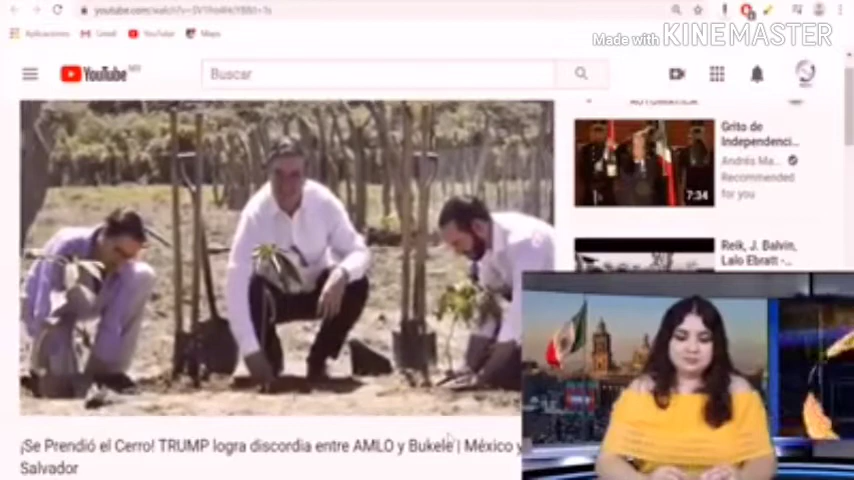 Made with KINEMASTER
Aplicaciones Gmail YouTube Maps
YouTube
Buscar
Grito de
Independenci...
Andrés Ma...
Recommended
for you
7:34
Reik, J. Balvin,
Lalo Ebratt -...
¡Se Prendió el Cerro! TRUMP logra discordia entre AMLO y Bukele | México y
Salvador